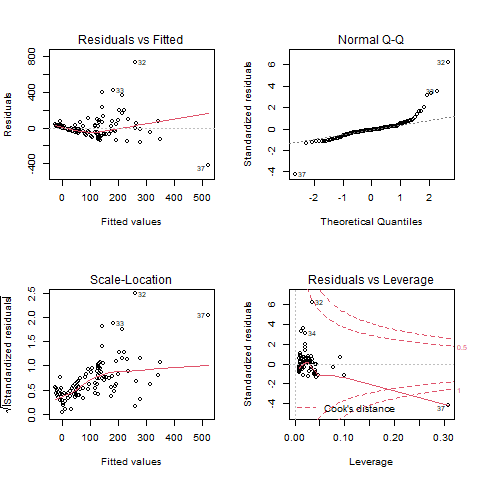 Residuals vs Fitted
Residuals
-400 0 400 800
32
33
37
0 100 200 300 400 500
Fitted values
Normal Q-Q
Standardized residuals
-4 -2 0 2 4 6
32
33
37
-2 -1 0 1 2
Theoretical Quantiles
Scale-Location
√|Standardized residuals|
0.0 0.5 1.0 1.5 2.0 2.5
32
37
33
0 100 200 300 400 500
Fitted values
Residuals vs Leverage
Standardized residuals
-4 -2 0 2 4 6
32
34
0.5
1
Cook's distance
37
0.00 0.10 0.20 0.30
Leverage